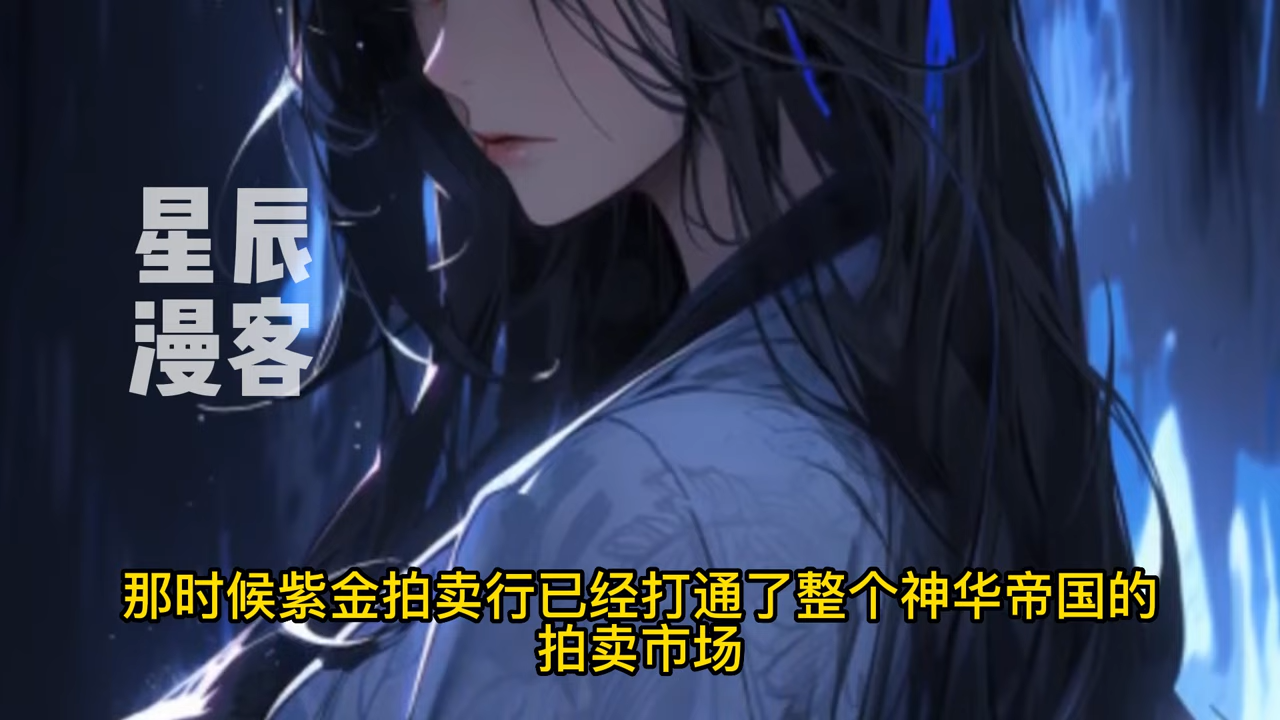 星辰
漫客
那时候紫金拍卖行已经打通了整个神华帝国的
拍卖市场